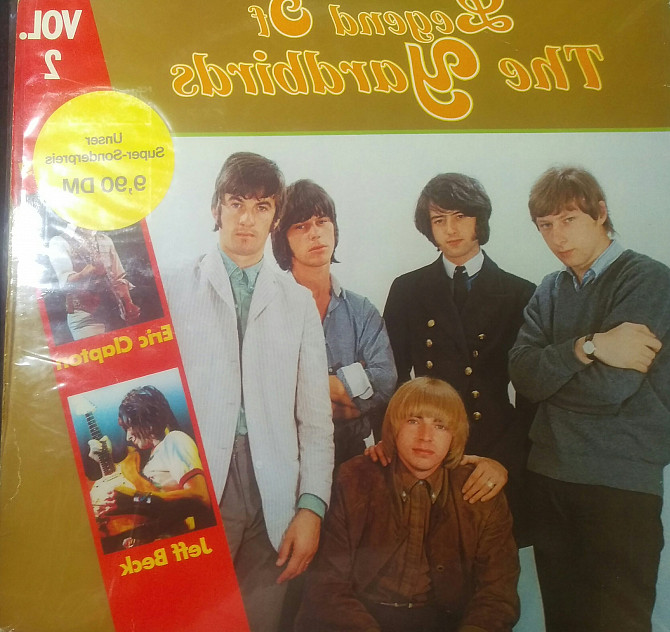 VOL.
2
Legend Of
The Yardbirds
Unser
Super-Sonderpreis
9,90 DM
Eric Clapton
Jeff Beck